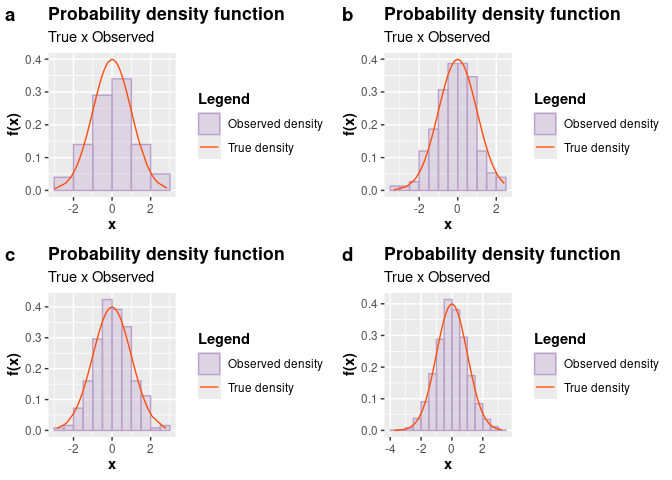 a
Probability density function
True x Observed
0.4
0.3
0.2
0.1
0.0
f(x)
-2
0
2
x
Legend
Observed density
True density
b
Probability density function
True x Observed
0.4
0.3
0.2
0.1
0.0
f(x)
-2
0
2
x
Legend
Observed density
True density
c
Probability density function
True x Observed
0.4
0.3
0.2
0.1
0.0
f(x)
-2
0
2
x
Legend
Observed density
True density
d
Probability density function
True x Observed
0.4
0.3
0.2
0.1
0.0
f(x)
-4
-2
0
2
x
Legend
Observed density
True density